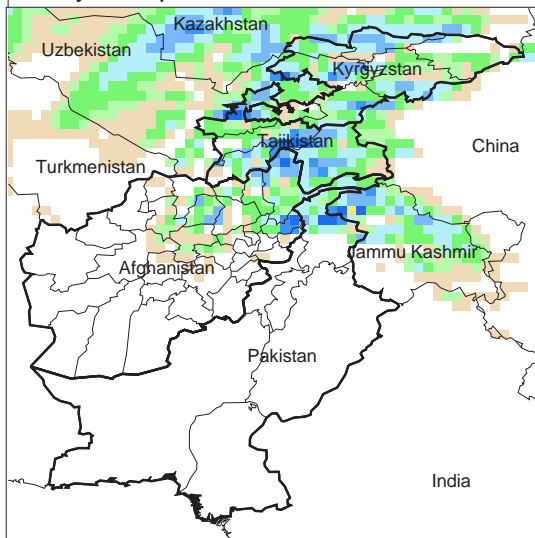 Kazakhstan
Uzbekistan
Kyrgyzstan
Tajikistan
China
Turkmenistan
Jammu Kashmir
Afghanistan
Pakistan
India